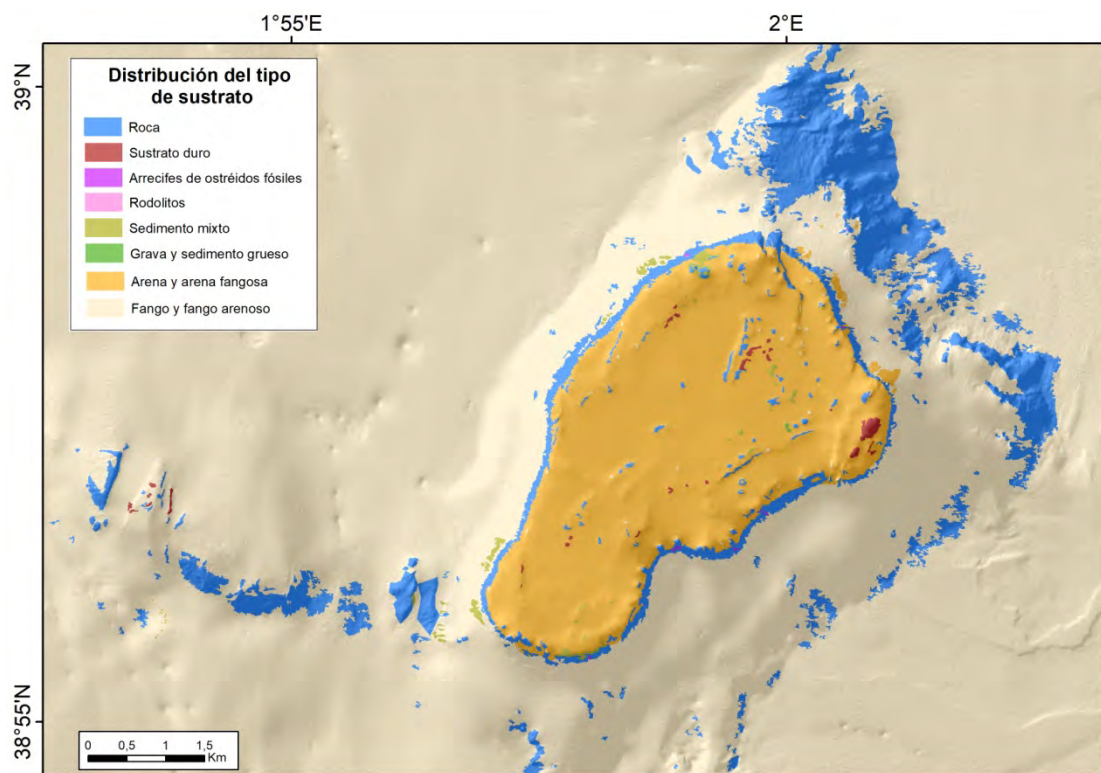 1°55'E
2°E
39°N
38°55'N
Distribución del tipo
de sustrato
Roca
Sustrato duro
Arrecifes de ostréidos fósiles
Rodolitos
Sedimento mixto
Grava y sedimento grueso
Arena y arena fangosa
Fango y fango arenoso
0 0,5 1 1,5
Km